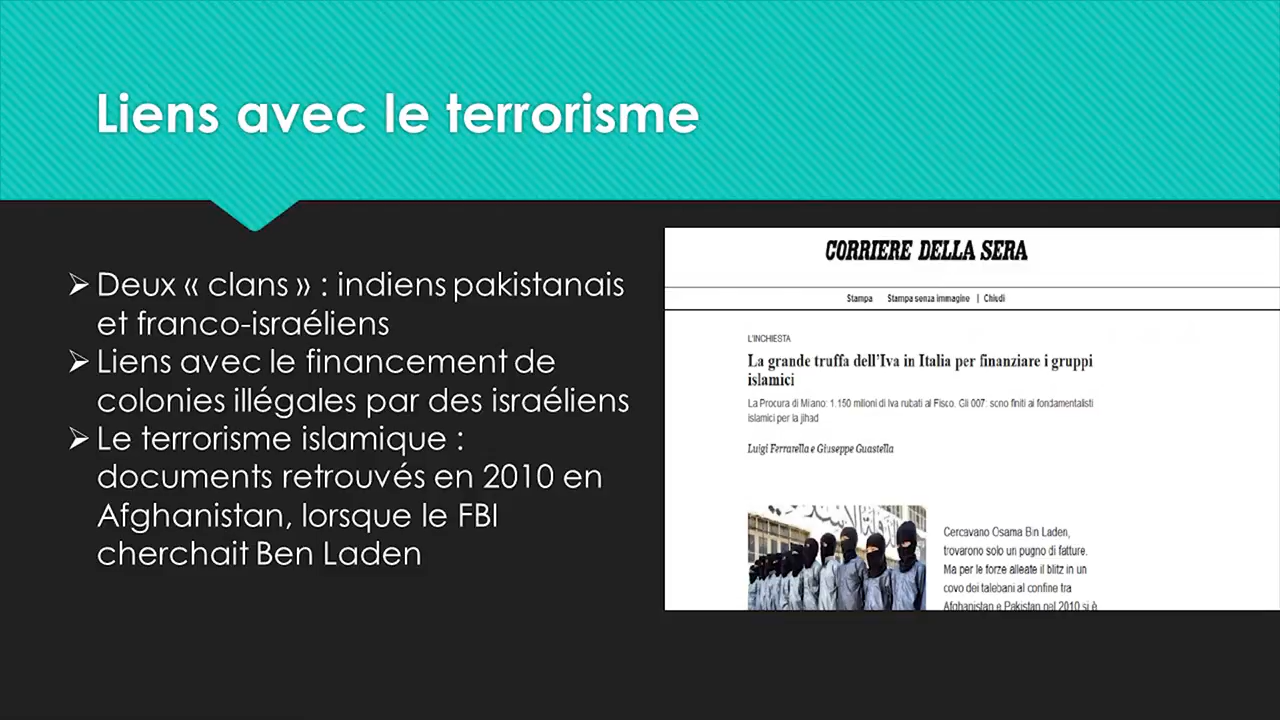 Liens avec le terrorisme
➢ Deux « clans » : indiens pakistanais
et franco-israéliens
➢ Liens avec le financement de
colonies illégales par des israéliens
➢ Le terrorisme islamique :
documents retrouvés en 2010 en
Afghanistan, lorsque le FBI
cherchait Ben Laden
CORRIERE DELLA SERA
Stampa Stampa senza immagine | Chiudi
L'INCHIESTA
La grande truffa dell'Iva in Italia per finanziare i gruppi
islamici
La Procura di Miano: 1.150 milioni di Iva rubati al Fisco. Gli 007: sono finiti ai fondamentalisti
islamici per la jihad
Luigi Ferrarella e Giuseppe Guastella
Cercavano Osama Bin Laden,
trovarono solo un pugno di fatture.
Ma per le forze alleate il blitz in un
covo dei talebani al confine tra
Afghanistan e Pakistan nel 2010 si è